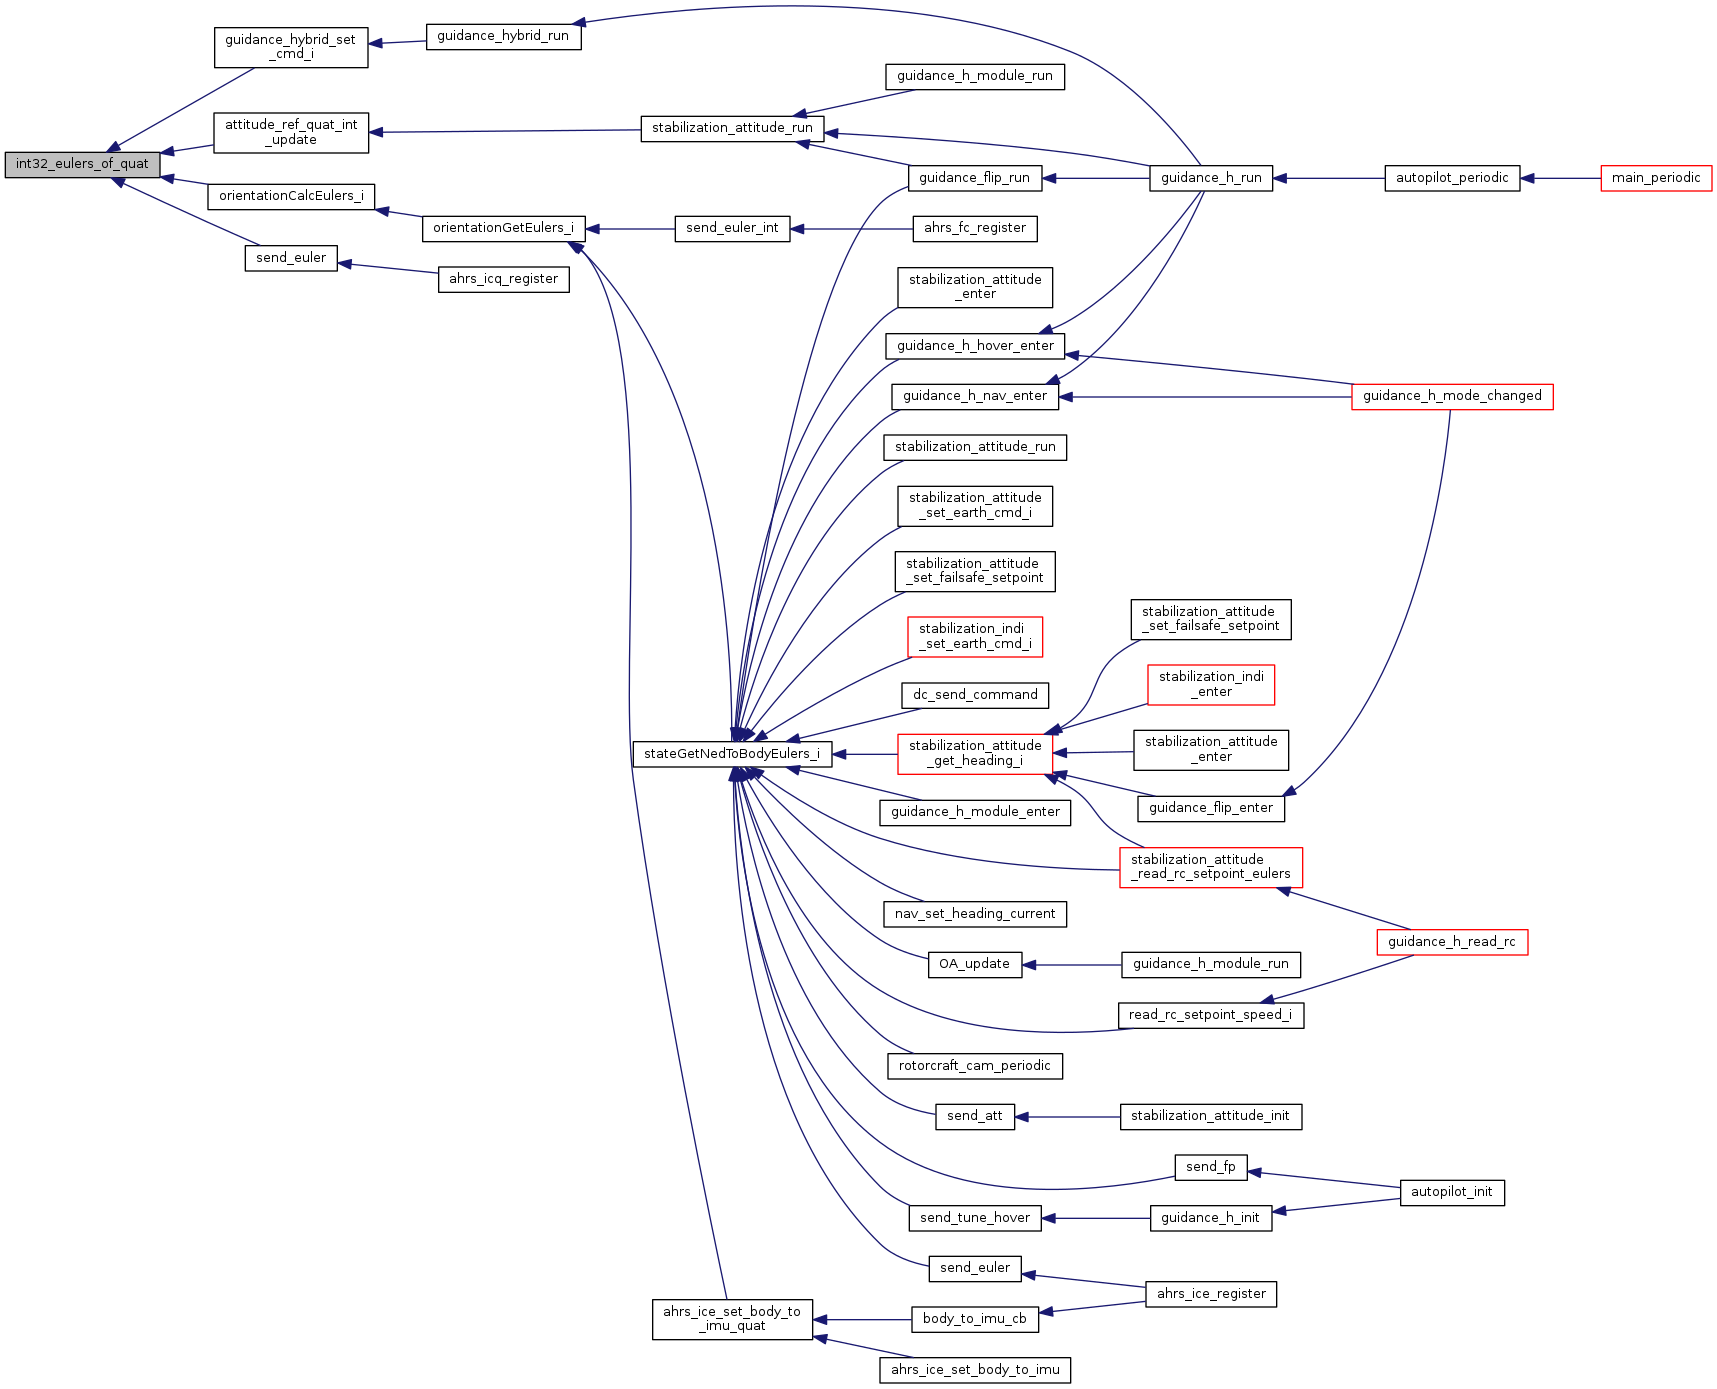 guidance_hybrid_set
_cmd_i
guidance_hybrid_run
guidance_h_module_run
attitude_ref_quat_int
_update
stabilization_attitude_run
int32_eulers_of_quat
guidance_flip_run
guidance_h_run
autopilot_periodic
main_periodic
orientationCalcEulers_i
orientationGetEulers_i
send_euler_int
ahrs_fc_register
send_euler
ahrs_icq_register
stabilization_attitude
_enter
guidance_h_hover_enter
guidance_h_nav_enter
guidance_h_mode_changed
stabilization_attitude_run
stabilization_attitude
_set_earth_cmd_i
stabilization_attitude
_set_failsafe_setpoint
stabilization_indi
_set_earth_cmd_i
stabilization_attitude
_set_failsafe_setpoint
stabilization_indi
_enter
dc_send_command
stateGetNedToBodyEulers_i
stabilization_attitude
_get_heading_i
stabilization_attitude
_enter
guidance_h_module_enter
guidance_flip_enter
stabilization_attitude
_read_rc_setpoint_eulers
nav_set_heading_current
guidance_h_read_rc
OA_update
guidance_h_module_run
read_rc_setpoint_speed_i
rotorcraft_cam_periodic
send_att
stabilization_attitude_init
send_fp
autopilot_init
send_tune_hover
guidance_h_init
send_euler
ahrs_ice_register
ahrs_ice_set_body_to
_imu_quat
body_to_imu_cb
ahrs_ice_set_body_to_imu